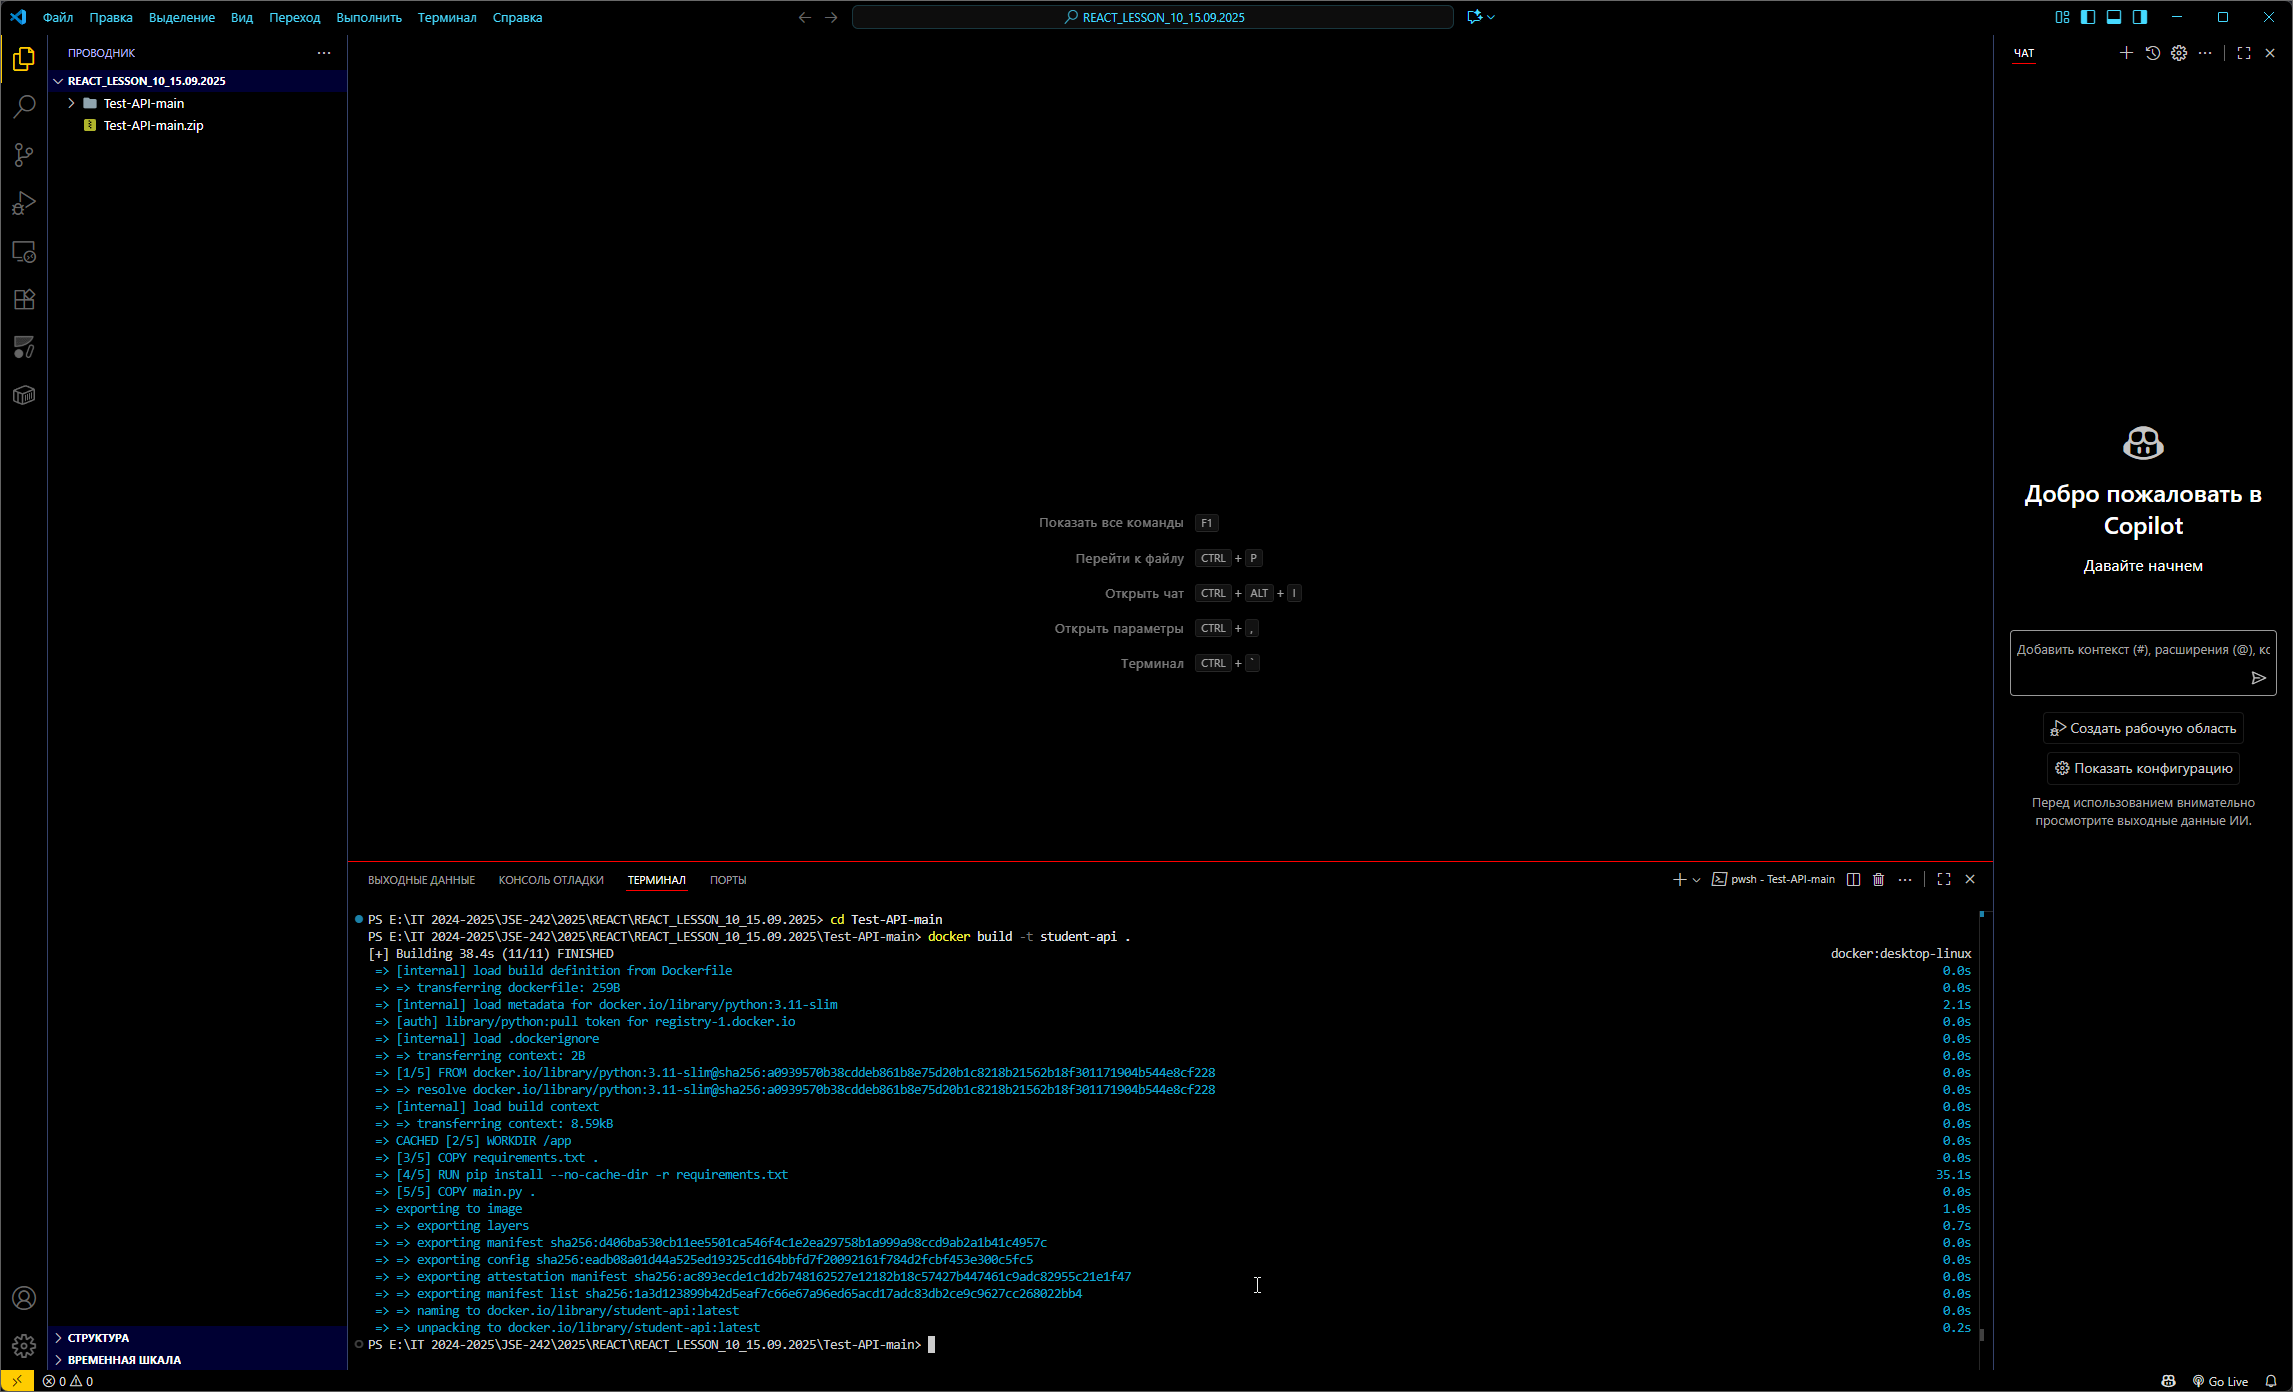 Файл Правка Выделение Вид Переход Выполнить Терминал Справка
REACT_LESSON_10_15.09.2025
ПРОВОДНИК
REACT_LESSON_10_15.09.2025
Test-API-main
Test-API-main.zip
Показать все команды F1
Перейти к файлу CTRL + P
Открыть чат CTRL + ALT + I
Открыть параметры CTRL + ,
Терминал CTRL + `
ЧАТ
Добро пожаловать в
Copilot
Давайте начнем
Добавить контекст (#), расширения (@), кс
Создать рабочую область
Показать конфигурацию
Перед использованием внимательно
просмотрите выходные данные ИИ.
ВЫХОДНЫЕ ДАННЫЕ КОНСОЛЬ ОТЛАДКИ ТЕРМИНАЛ ПОРТЫ
pwsh - Test-API-main
PS E:\IT 2024-2025\JSE-242\2025\REACT\REACT_LESSON_10_15.09.2025> cd Test-API-main
PS E:\IT 2024-2025\JSE-242\2025\REACT\REACT_LESSON_10_15.09.2025\Test-API-main> docker build -t student-api .
[+] Building 38.4s (11/11) FINISHED docker:desktop-linux
=> [internal] load build definition from Dockerfile 0.0s
=> => transferring dockerfile: 259B 0.0s
=> [internal] load metadata for docker.io/library/python:3.11-slim 2.1s
=> [auth] library/python:pull token for registry-1.docker.io 0.0s
=> [internal] load .dockerignore 0.0s
=> => transferring context: 2B 0.0s
=> [1/5] FROM docker.io/library/python:3.11-slim@sha256:a0939570b38cddeb861b8e75d20b1c8218b21562b18f301171904b544e8cf228 0.0s
=> => resolve docker.io/library/python:3.11-slim@sha256:a0939570b38cddeb861b8e75d20b1c8218b21562b18f301171904b544e8cf228 0.0s
=> [internal] load build context 0.0s
=> => transferring context: 8.59kB 0.0s
=> CACHED [2/5] WORKDIR /app 0.0s
=> [3/5] COPY requirements.txt . 0.0s
=> [4/5] RUN pip install --no-cache-dir -r requirements.txt 35.1s
=> [5/5] COPY main.py . 0.0s
=> exporting to image 1.0s
=> => exporting layers 0.7s
=> => exporting manifest sha256:d406ba530cb11ee5501ca546f4c1e2ea29758b1a999a98ccd9ab2a1b41c4957c 0.0s
=> => exporting config sha256:eadb08a01d44a525ed19325cd164bbfd7f20092161f784d2fcbf453e300c5fc5 0.0s
=> => exporting attestation manifest sha256:ac893ecde1c1d2b748162527e12182b18c57427b447461c9adc82955c21e1f47 0.0s
=> => exporting manifest list sha256:1a3d123899b42d5eaf7c66e67a96ed65acd17adc83db2ce9c9627cc268022bb4 0.0s
=> => naming to docker.io/library/student-api:latest 0.0s
=> => unpacking to docker.io/library/student-api:latest 0.2s
PS E:\IT 2024-2025\JSE-242\2025\REACT\REACT_LESSON_10_15.09.2025\Test-API-main>
СТРУКТУРА
ВРЕМЕННАЯ ШКАЛА
0 0
Go Live